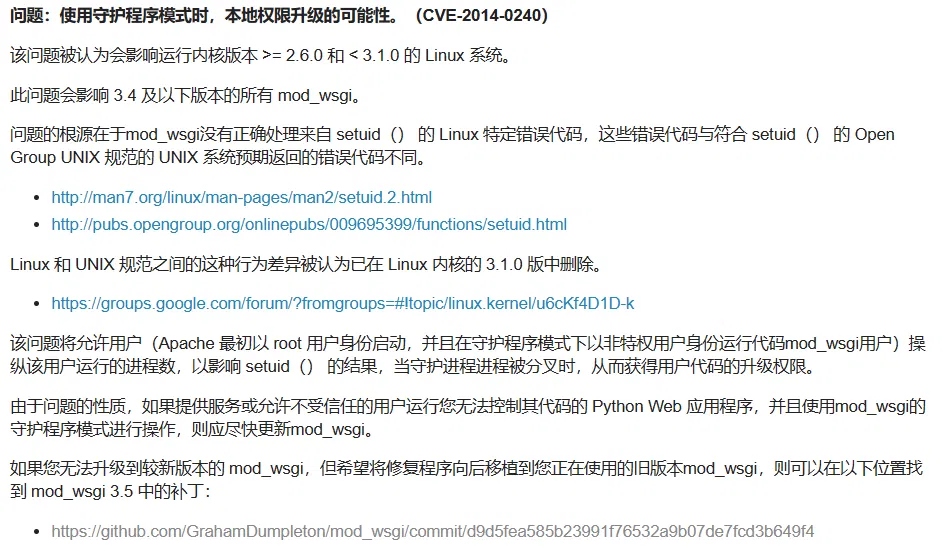 问题：使用守护程序模式时，本地权限升级的可能性。（CVE-2014-0240）
该问题被认为会影响运行内核版本 >= 2.6.0 和 < 3.1.0 的 Linux 系统。
此问题会影响 3.4 及以下版本的所有 mod_wsgi。
问题的根源在于mod_wsgi没有正确处理来自 setuid（） 的 Linux 特定错误代码，这些错误代码与符合 setuid（） 的 Open
Group UNIX 规范的 UNIX 系统预期返回的错误代码不同。
• http://man7.org/linux/man-pages/man2/setuid.2.html
• http://pubs.opengroup.org/onlinepubs/009695399/functions/setuid.html
Linux 和 UNIX 规范之间的这种行为差异被认为已在 Linux 内核的 3.1.0 版中删除。
• https://groups.google.com/forum/?fromgroups=#!topic/linux.kernel/u6cKf4D1D-k
该问题将允许用户（Apache 最初以 root 用户身份启动，并且在守护程序模式下以非特权用户身份运行代码mod_wsgi用户）操
纵该用户运行的进程数，以影响 setuid（） 的结果，当守护进程进程被分叉时，从而获得用户代码的升级权限。
由于问题的性质，如果提供服务或允许不受信任的用户运行您无法控制其代码的 Python Web 应用程序，并且使用mod_wsgi的
守护程序模式进行操作，则应尽快更新mod_wsgi。
如果您无法升级到较新版本的 mod_wsgi，但希望将修复程序向后移植到您正在使用的旧版本mod_wsgi，则可以在以下位置找
到 mod_wsgi 3.5 中的补丁：
• https://github.com/GrahamDumpleton/mod_wsgi/commit/d9d5fea585b23991f76532a9b07de7fcd3b649f4